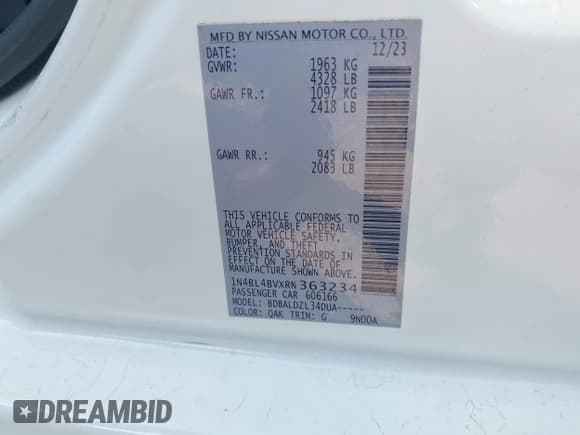 MFD BY NISSAN MOTOR CO., LTD.
DATE: 12/23
GVWR: 1963 KG
4328 LB
GAWR FR.: 1097 KG
2418 LB
GAWR RR.: 945 KG
2083 LB
THIS VEHICLE CONFORMS TO
ALL APPLICABLE FEDERAL
MOTOR VEHICLE SAFETY,
BUMPER, AND THEFT
PREVENTION STANDARDS IN
EFFECT ON THE DATE OF
MANUFACTURE SHOWN ABOVE.
1N4BL4BVXRN363234
PASSENGER CAR 606166
MODEL: BDBALDZL34DUA-----
COLOR: QAK TRIM: G 9N00A
#DREAMBID